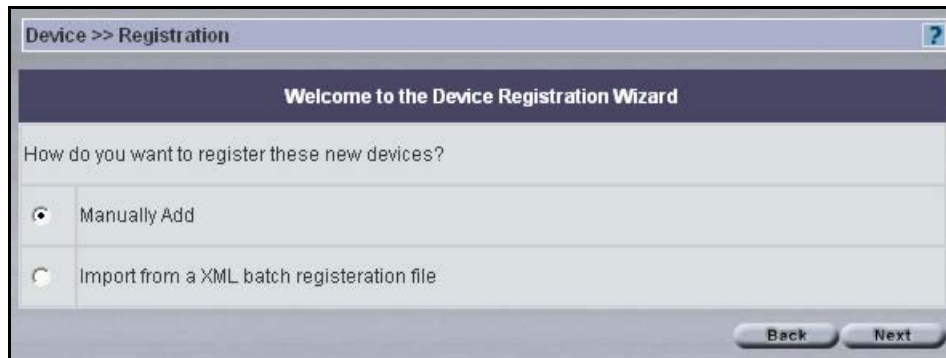 Device >> Registration
?
Welcome to the Device Registration Wizard
How do you want to register these new devices?
Manually Add
Import from a XML batch registeration file
Back Next